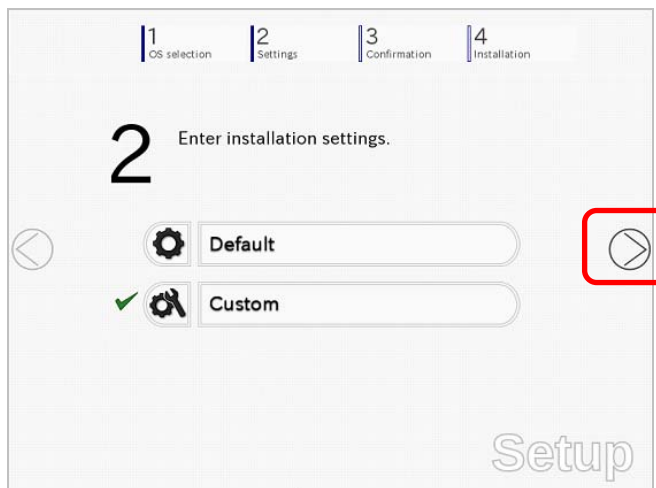 1
OS selection
2
Settings
3
Confirmation
4
Installation
2
Enter installation settings.
Default
Custom
Setup